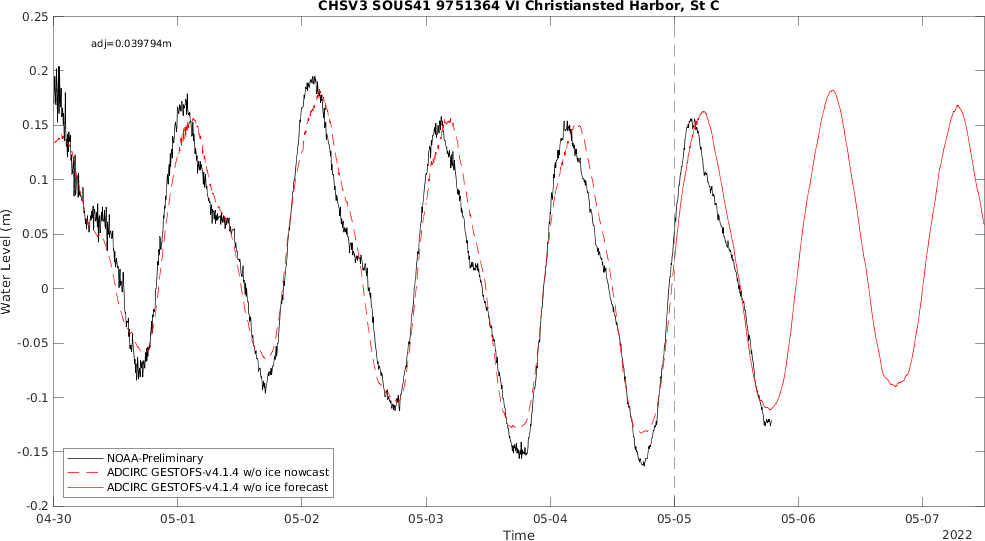 CHSV3 SOUS41 9751364 VI Christiansted Harbor, St C
adj=0.039794m
0.25
0.2
0.15
0.1
0.05
0
-0.05
-0.1
-0.15
-0.2
Water Level (m)
NOAA-Preliminary
ADCIRC GESTOFS-v4.1.4 w/o ice nowcast
ADCIRC GESTOFS-v4.1.4 w/o ice forecast
04-30 05-01 05-02 05-03 05-04 05-05 05-06 05-07
Time
2022